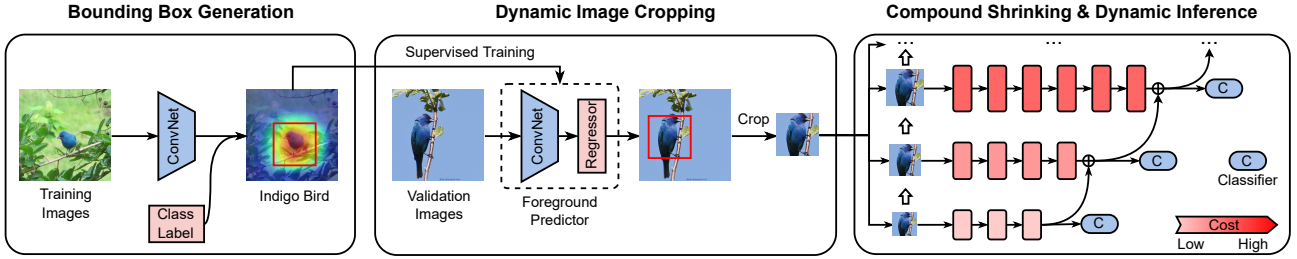 Bounding Box Generation
Dynamic Image Cropping
Compound Shrinking & Dynamic Inference
Supervised Training
ConvNet
Training
Images
Class
Label
Indigo Bird
Validation
Images
ConvNet
Regressor
Foreground
Predictor
Crop
...
...
...
C
C
C
C
Classifier
Cost
Low
High